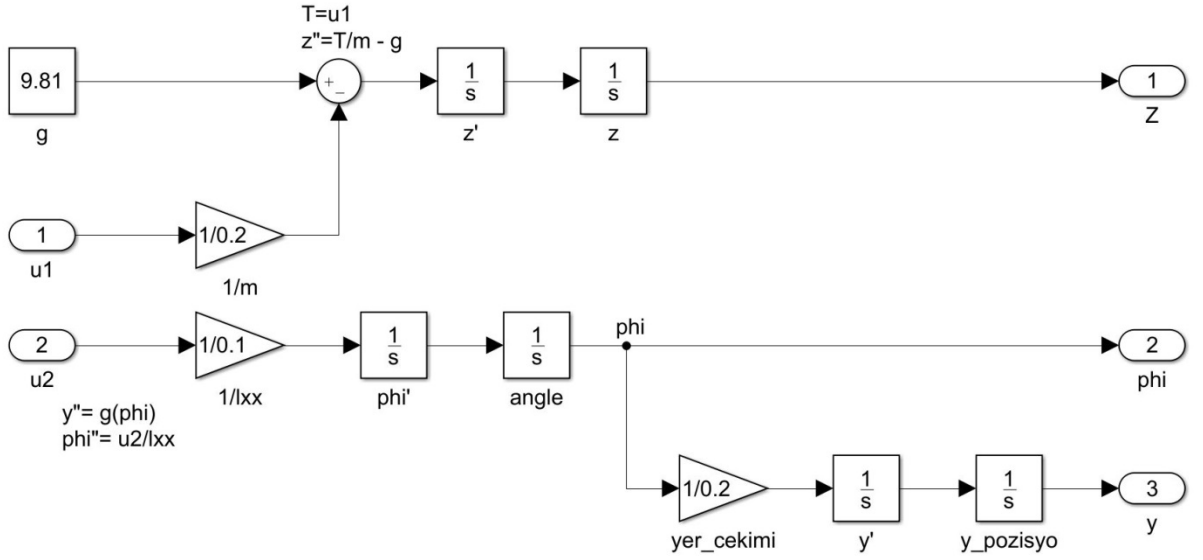 T=u1
z"=T/m - g
9.81
g
+
−
1
s
z'
1
s
z
1
Z
1
u1
1/0.2
1/m
2
u2
1/0.1
1/Ixx
1
s
phi'
1
s
angle
phi
2
phi
y"= g(phi)
phi"= u2/Ixx
1/0.2
yer_cekimi
1
s
y'
1
s
y_pozisyo
3
y